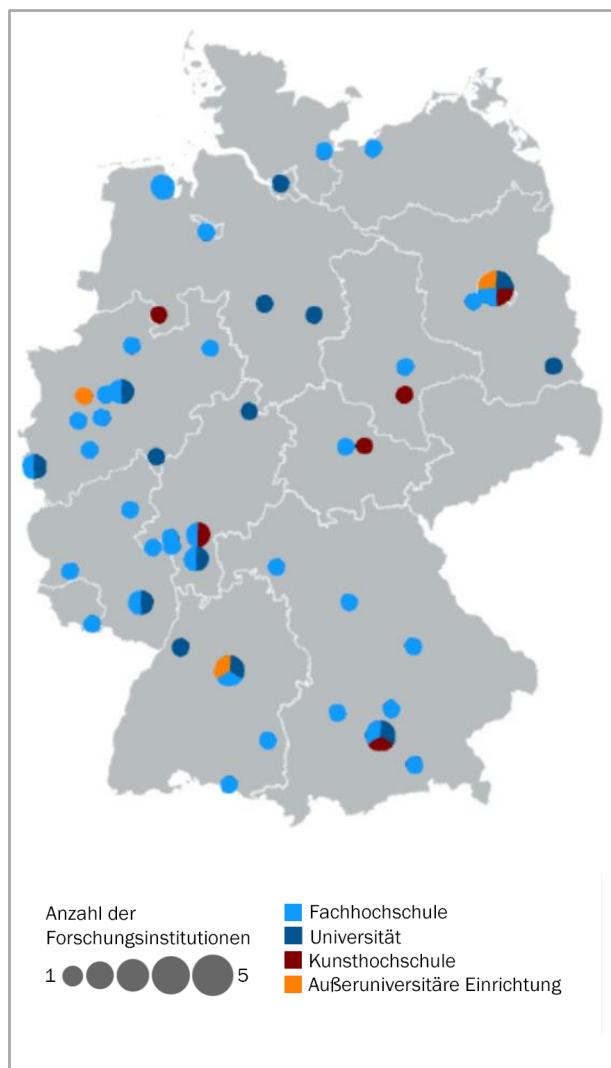 Anzahl der
Forschungsinstitutionen
1 5
Fachhochschule
Universität
Kunsthochschule
Außeruniversitäre Einrichtung